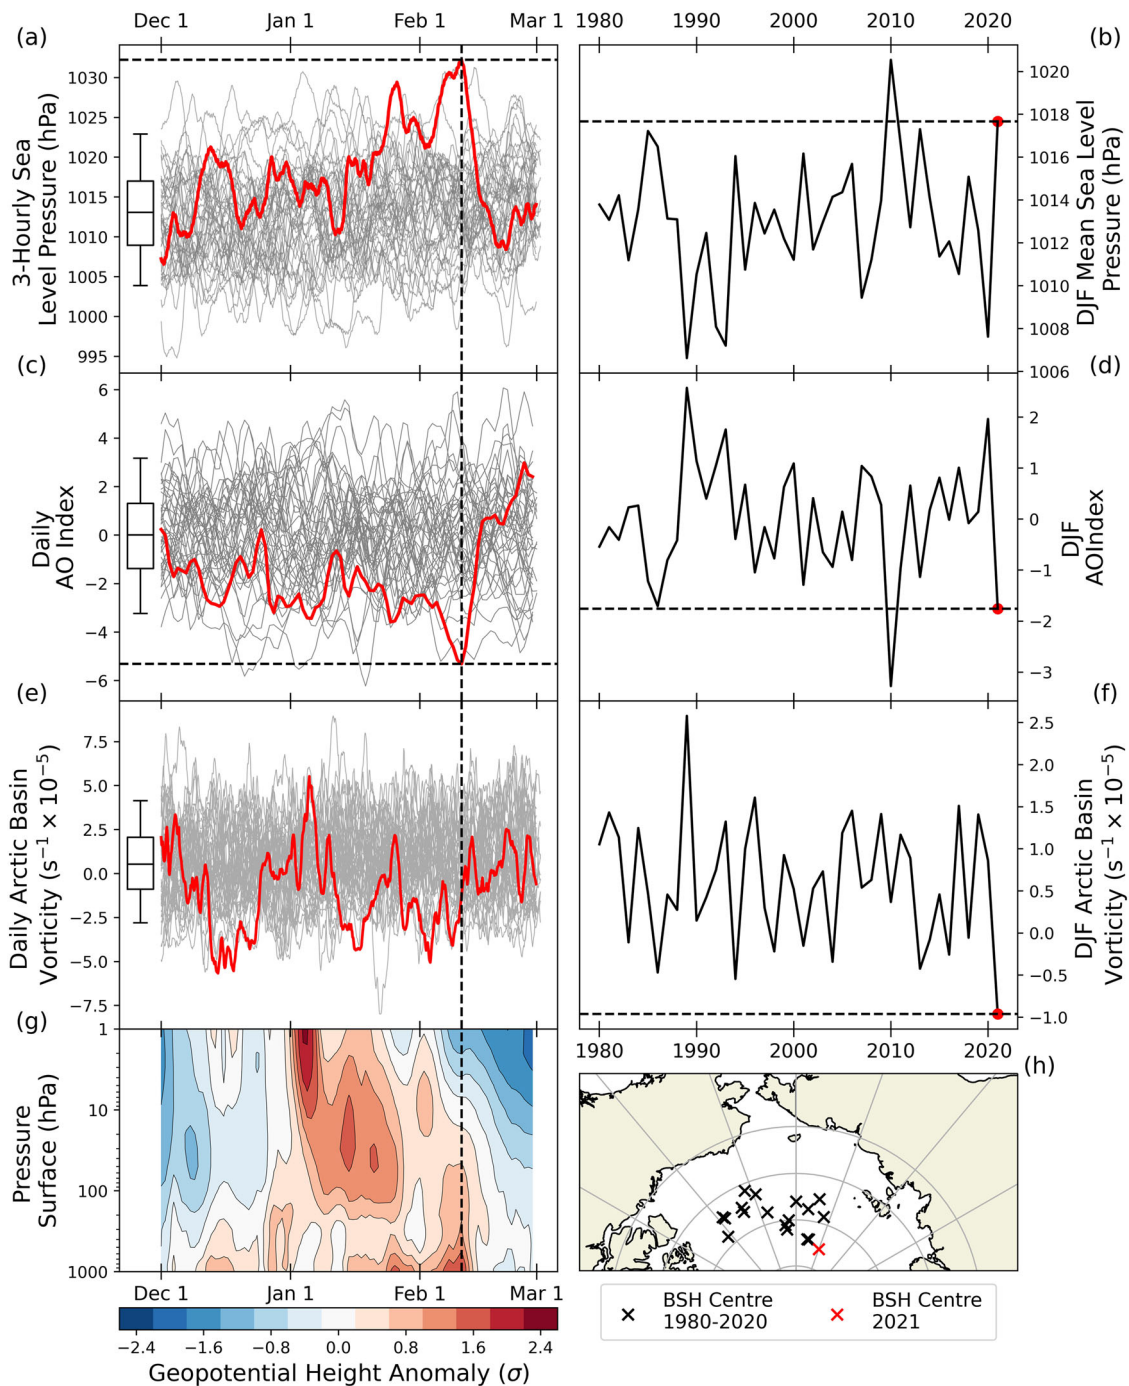 Dec 1 Jan 1 Feb 1 Mar 1
1980 1990 2000 2010 2020
(a)
(b)
3-Hourly Sea
Level Pressure (hPa)
1030
1025
1020
1015
1010
1005
1000
995
1020
1018
1016
1014
1012
1010
1008
1006
DJF Mean Sea Level
Pressure (hPa)
(c)
(d)
Daily
AO Index
6
4
2
0
−2
−4
−6
2
1
0
−1
−2
−3
DJF
AOIndex
(e)
(f)
Daily Arctic Basin
Vorticity (s⁻¹ × 10⁻⁵)
7.5
5.0
2.5
0.0
−2.5
−5.0
−7.5
2.5
2.0
1.5
1.0
0.5
0.0
−0.5
−1.0
DJF Arctic Basin
Vorticity (s⁻¹ × 10⁻⁵)
1980 1990 2000 2010 2020
(g)
(h)
Pressure
Surface (hPa)
1
10
100
1000
Dec 1 Jan 1 Feb 1 Mar 1
−2.4 −1.6 −0.8 0.0 0.8 1.6 2.4
Geopotential Height Anomaly (σ)
BSH Centre
1980-2020
BSH Centre
2021